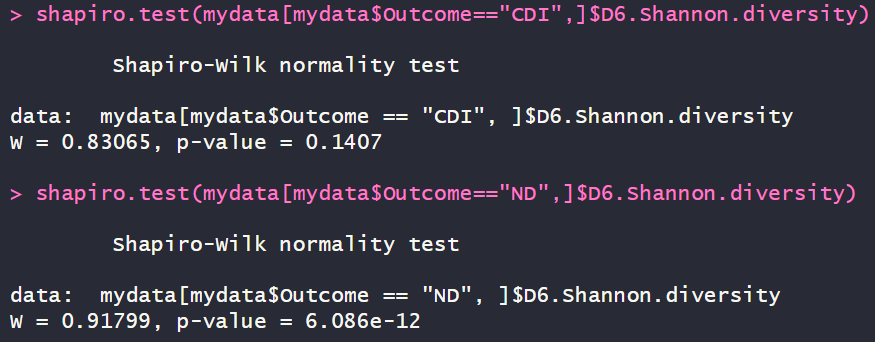 > shapiro.test(mydata[mydata$Outcome=="CDI",]$D6.Shannon.diversity)
Shapiro-Wilk normality test
data:  mydata[mydata$Outcome == "CDI", ]$D6.Shannon.diversity
W = 0.83065, p-value = 0.1407
> shapiro.test(mydata[mydata$Outcome=="ND",]$D6.Shannon.diversity)
Shapiro-Wilk normality test
data:  mydata[mydata$Outcome == "ND", ]$D6.Shannon.diversity
W = 0.91799, p-value = 6.086e-12